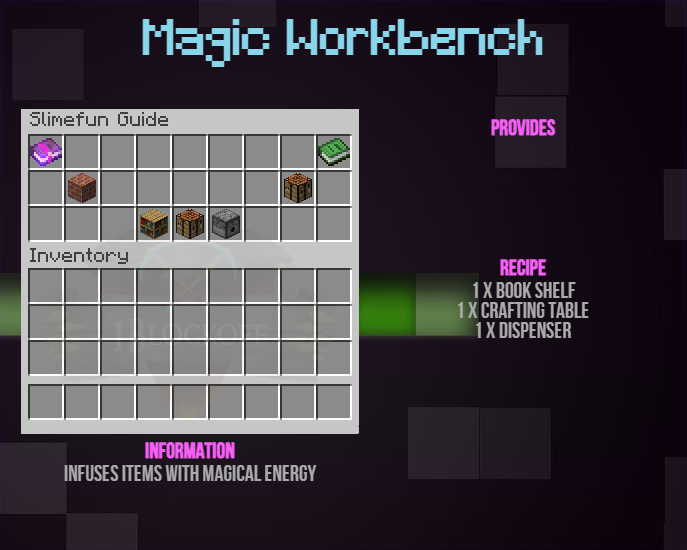 Magic Workbench
Slimefun Guide
PROVIDES
Inventory
RECIPE
1 X BOOK SHELF
1 X CRAFTING TABLE
1 X DISPENSER
IBLOCKOFF
INFORMATION
INFUSES ITEMS WITH MAGICAL ENERGY